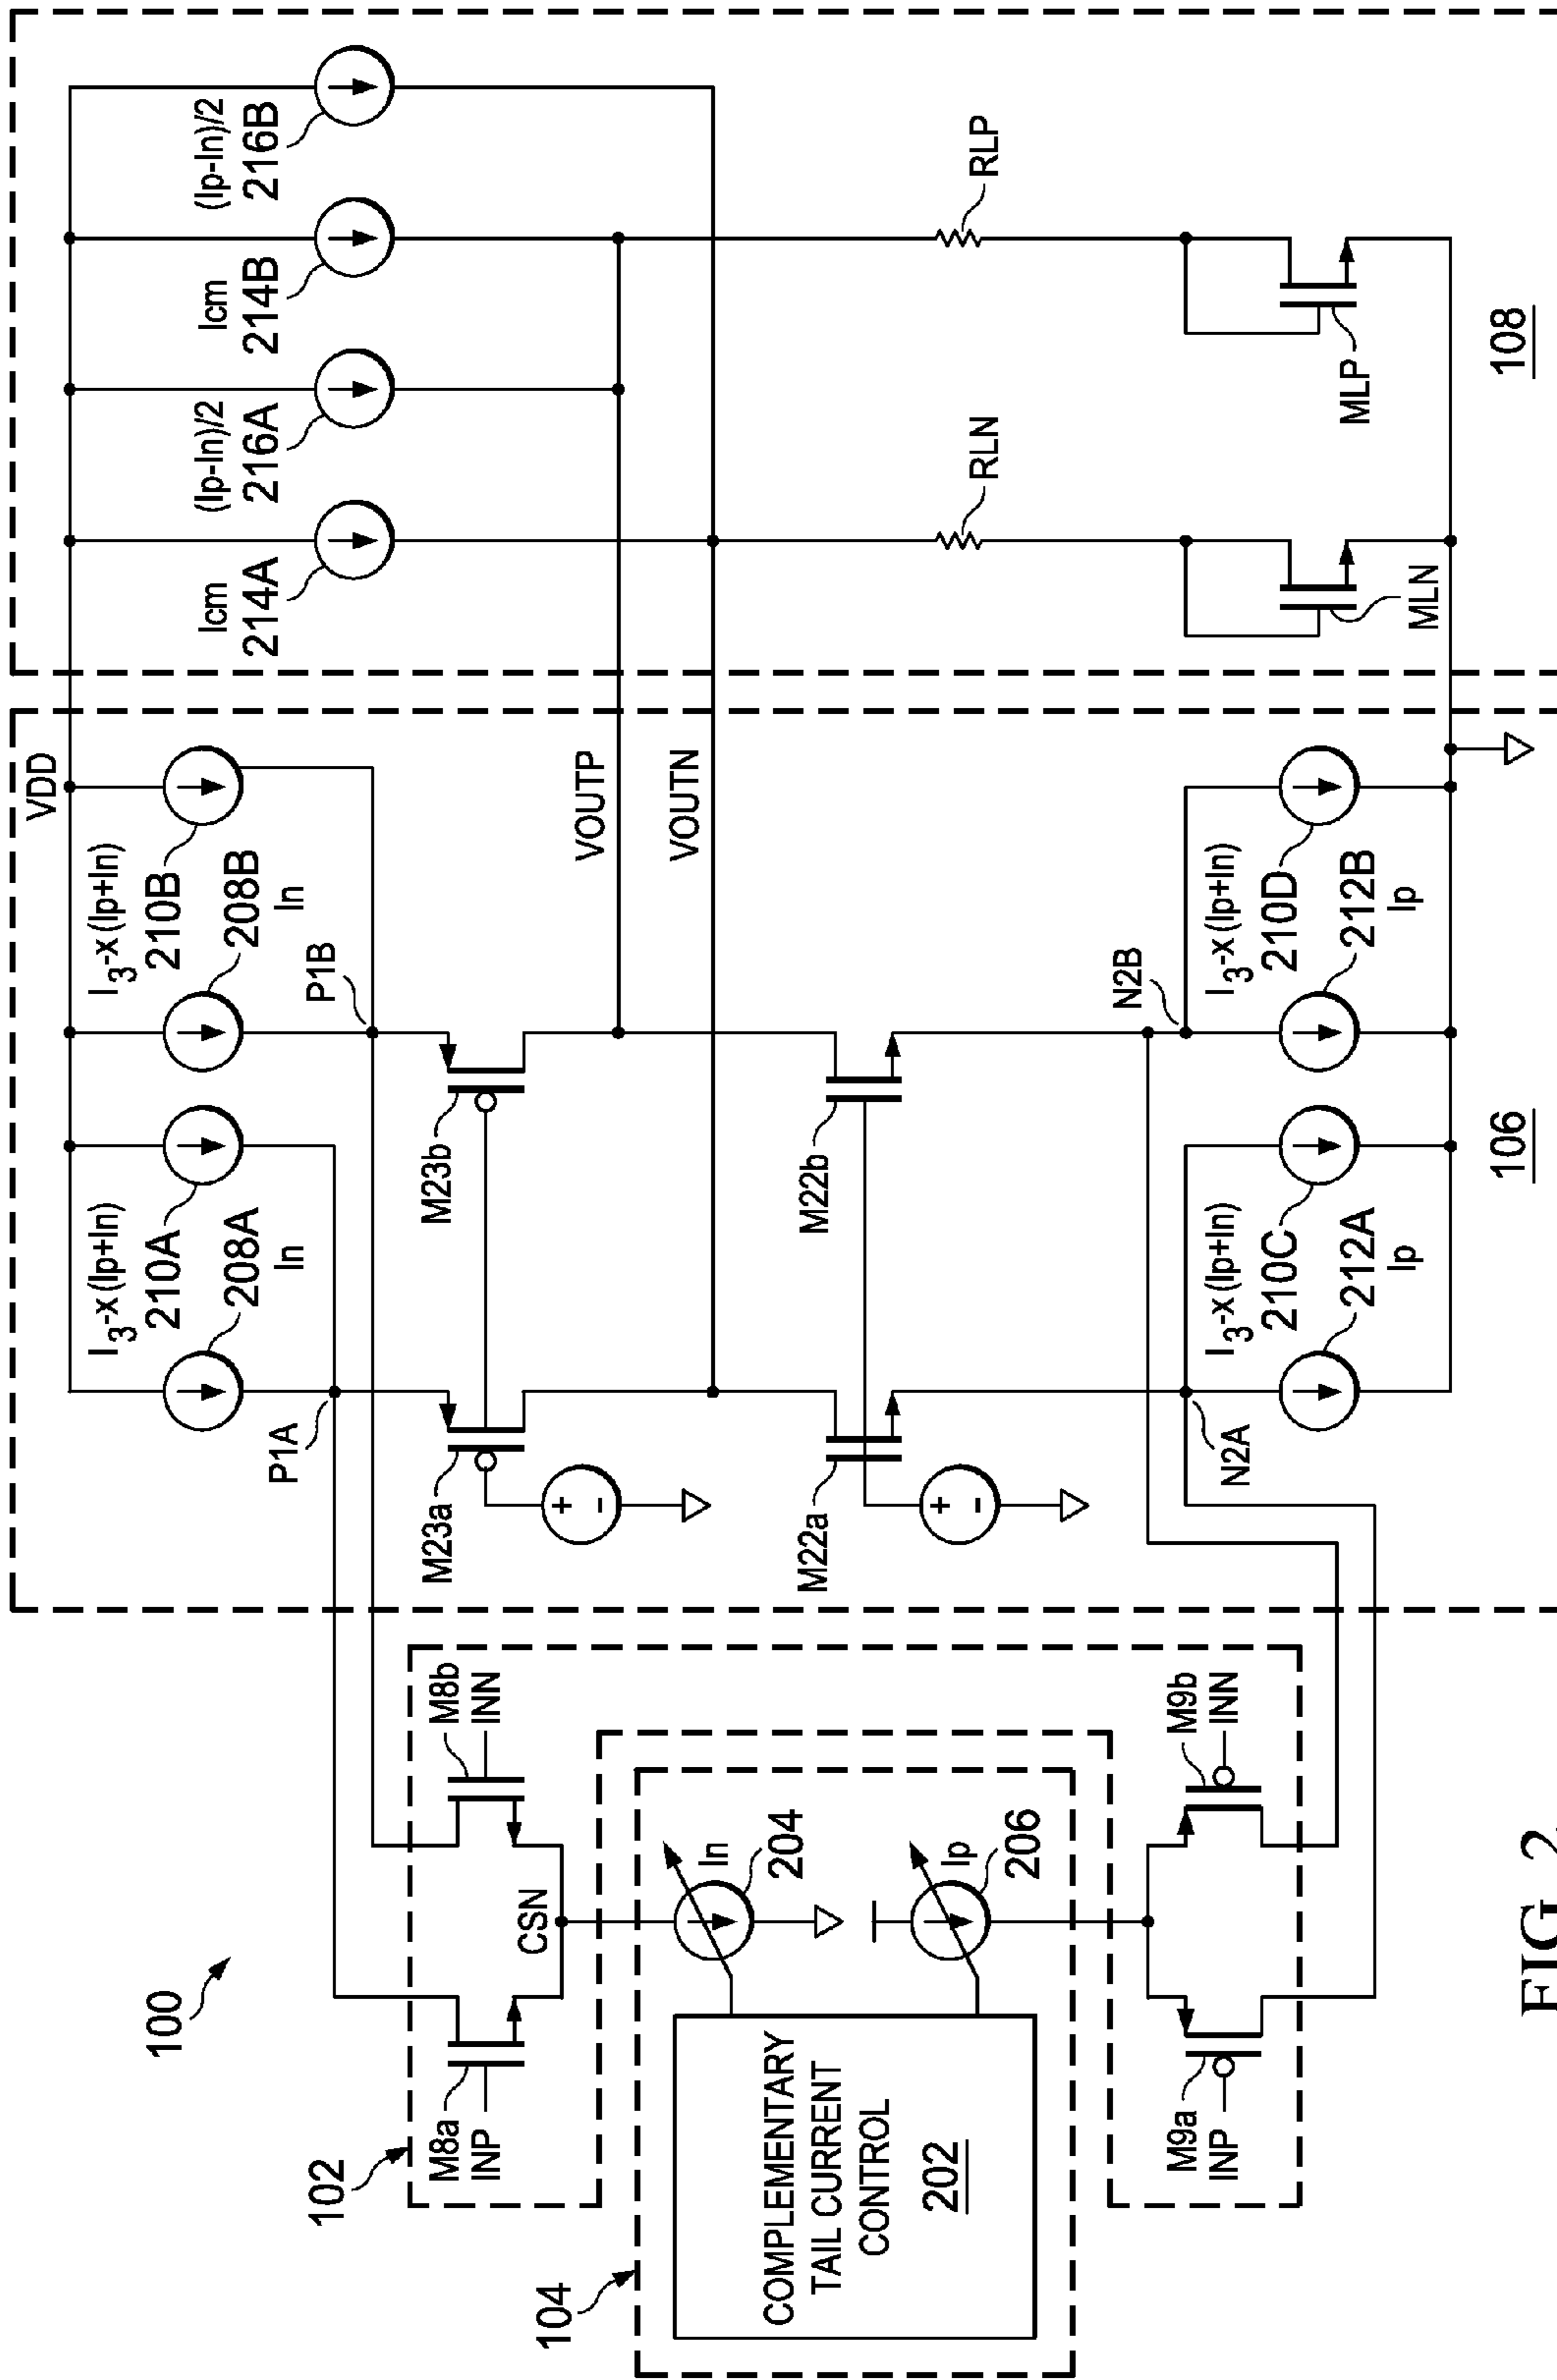 100
102
M8a
INP
M8b
INN
CSN
104
COMPLEMENTARY
TAIL CURRENT
CONTROL
202
In
204
Ip
206
M9a
INP
M9b
INN
VDD
I3-x(Ip+In)
210A
208A
In
I3-x(Ip+In)
210B
208B
In
P1A
P1B
M23a
M23b
VOUTP
VOUTN
+
-
M22a
M22b
+
-
N2A
N2B
I3-x(Ip+In)
210C
212A
Ip
I3-x(Ip+In)
210D
212B
Ip
106
Icm
214A
(Ip-In)/2
216A
Icm
214B
(Ip-In)/2
216B
RLN
RLP
MLN
MLP
108
FIG. 2